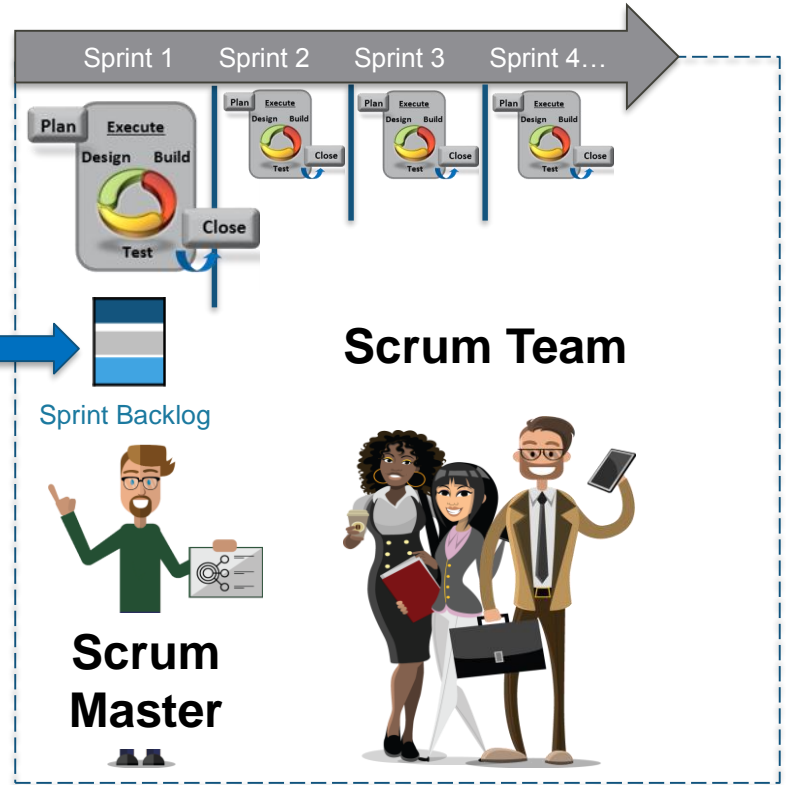 Sprint 1 Sprint 2 Sprint 3 Sprint 4...
Plan
Execute
Design Build
Test
Close
Plan
Execute
Design Build
Test
Close
Plan
Execute
Design Build
Test
Close
Plan
Execute
Design Build
Test
Close
Sprint Backlog
Scrum Team
Scrum
Master